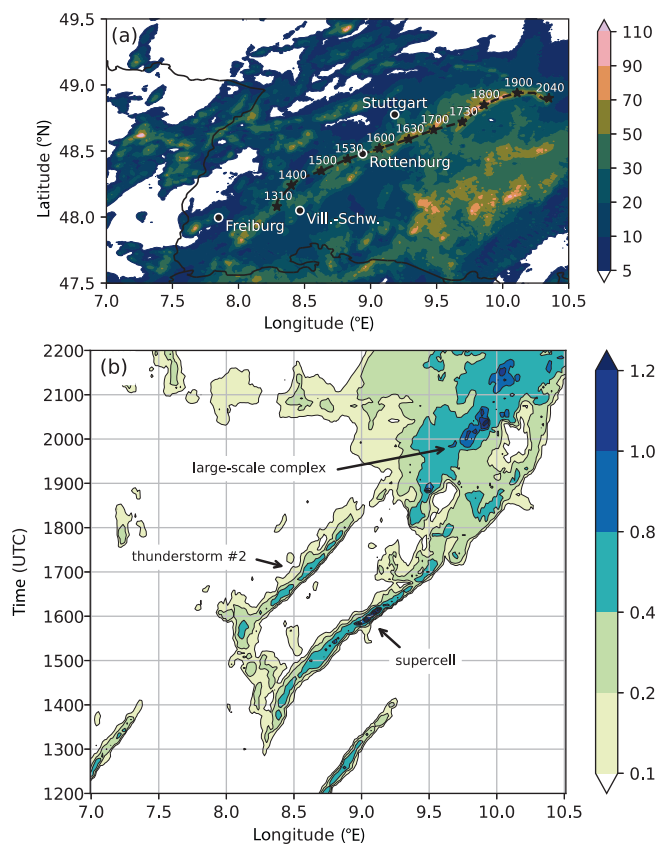 (a)
49.5
49.0
48.5
48.0
47.5
Latitude (°N)
Stuttgart
Rottenburg
Freiburg
Vill.-Schw.
1310
1400
1500
1530
1600
1630
1700
1730
1800
1900
2040
7.0 7.5 8.0 8.5 9.0 9.5 10.0 10.5
Longitude (°E)
110
90
70
50
30
20
10
5
(b)
2200
2100
2000
1900
1800
1700
1600
1500
1400
1300
1200
Time (UTC)
large-scale complex
thunderstorm #2
supercell
7.0 7.5 8.0 8.5 9.0 9.5 10.0 10.5
Longitude (°E)
1.2
1.0
0.8
0.4
0.2
0.1